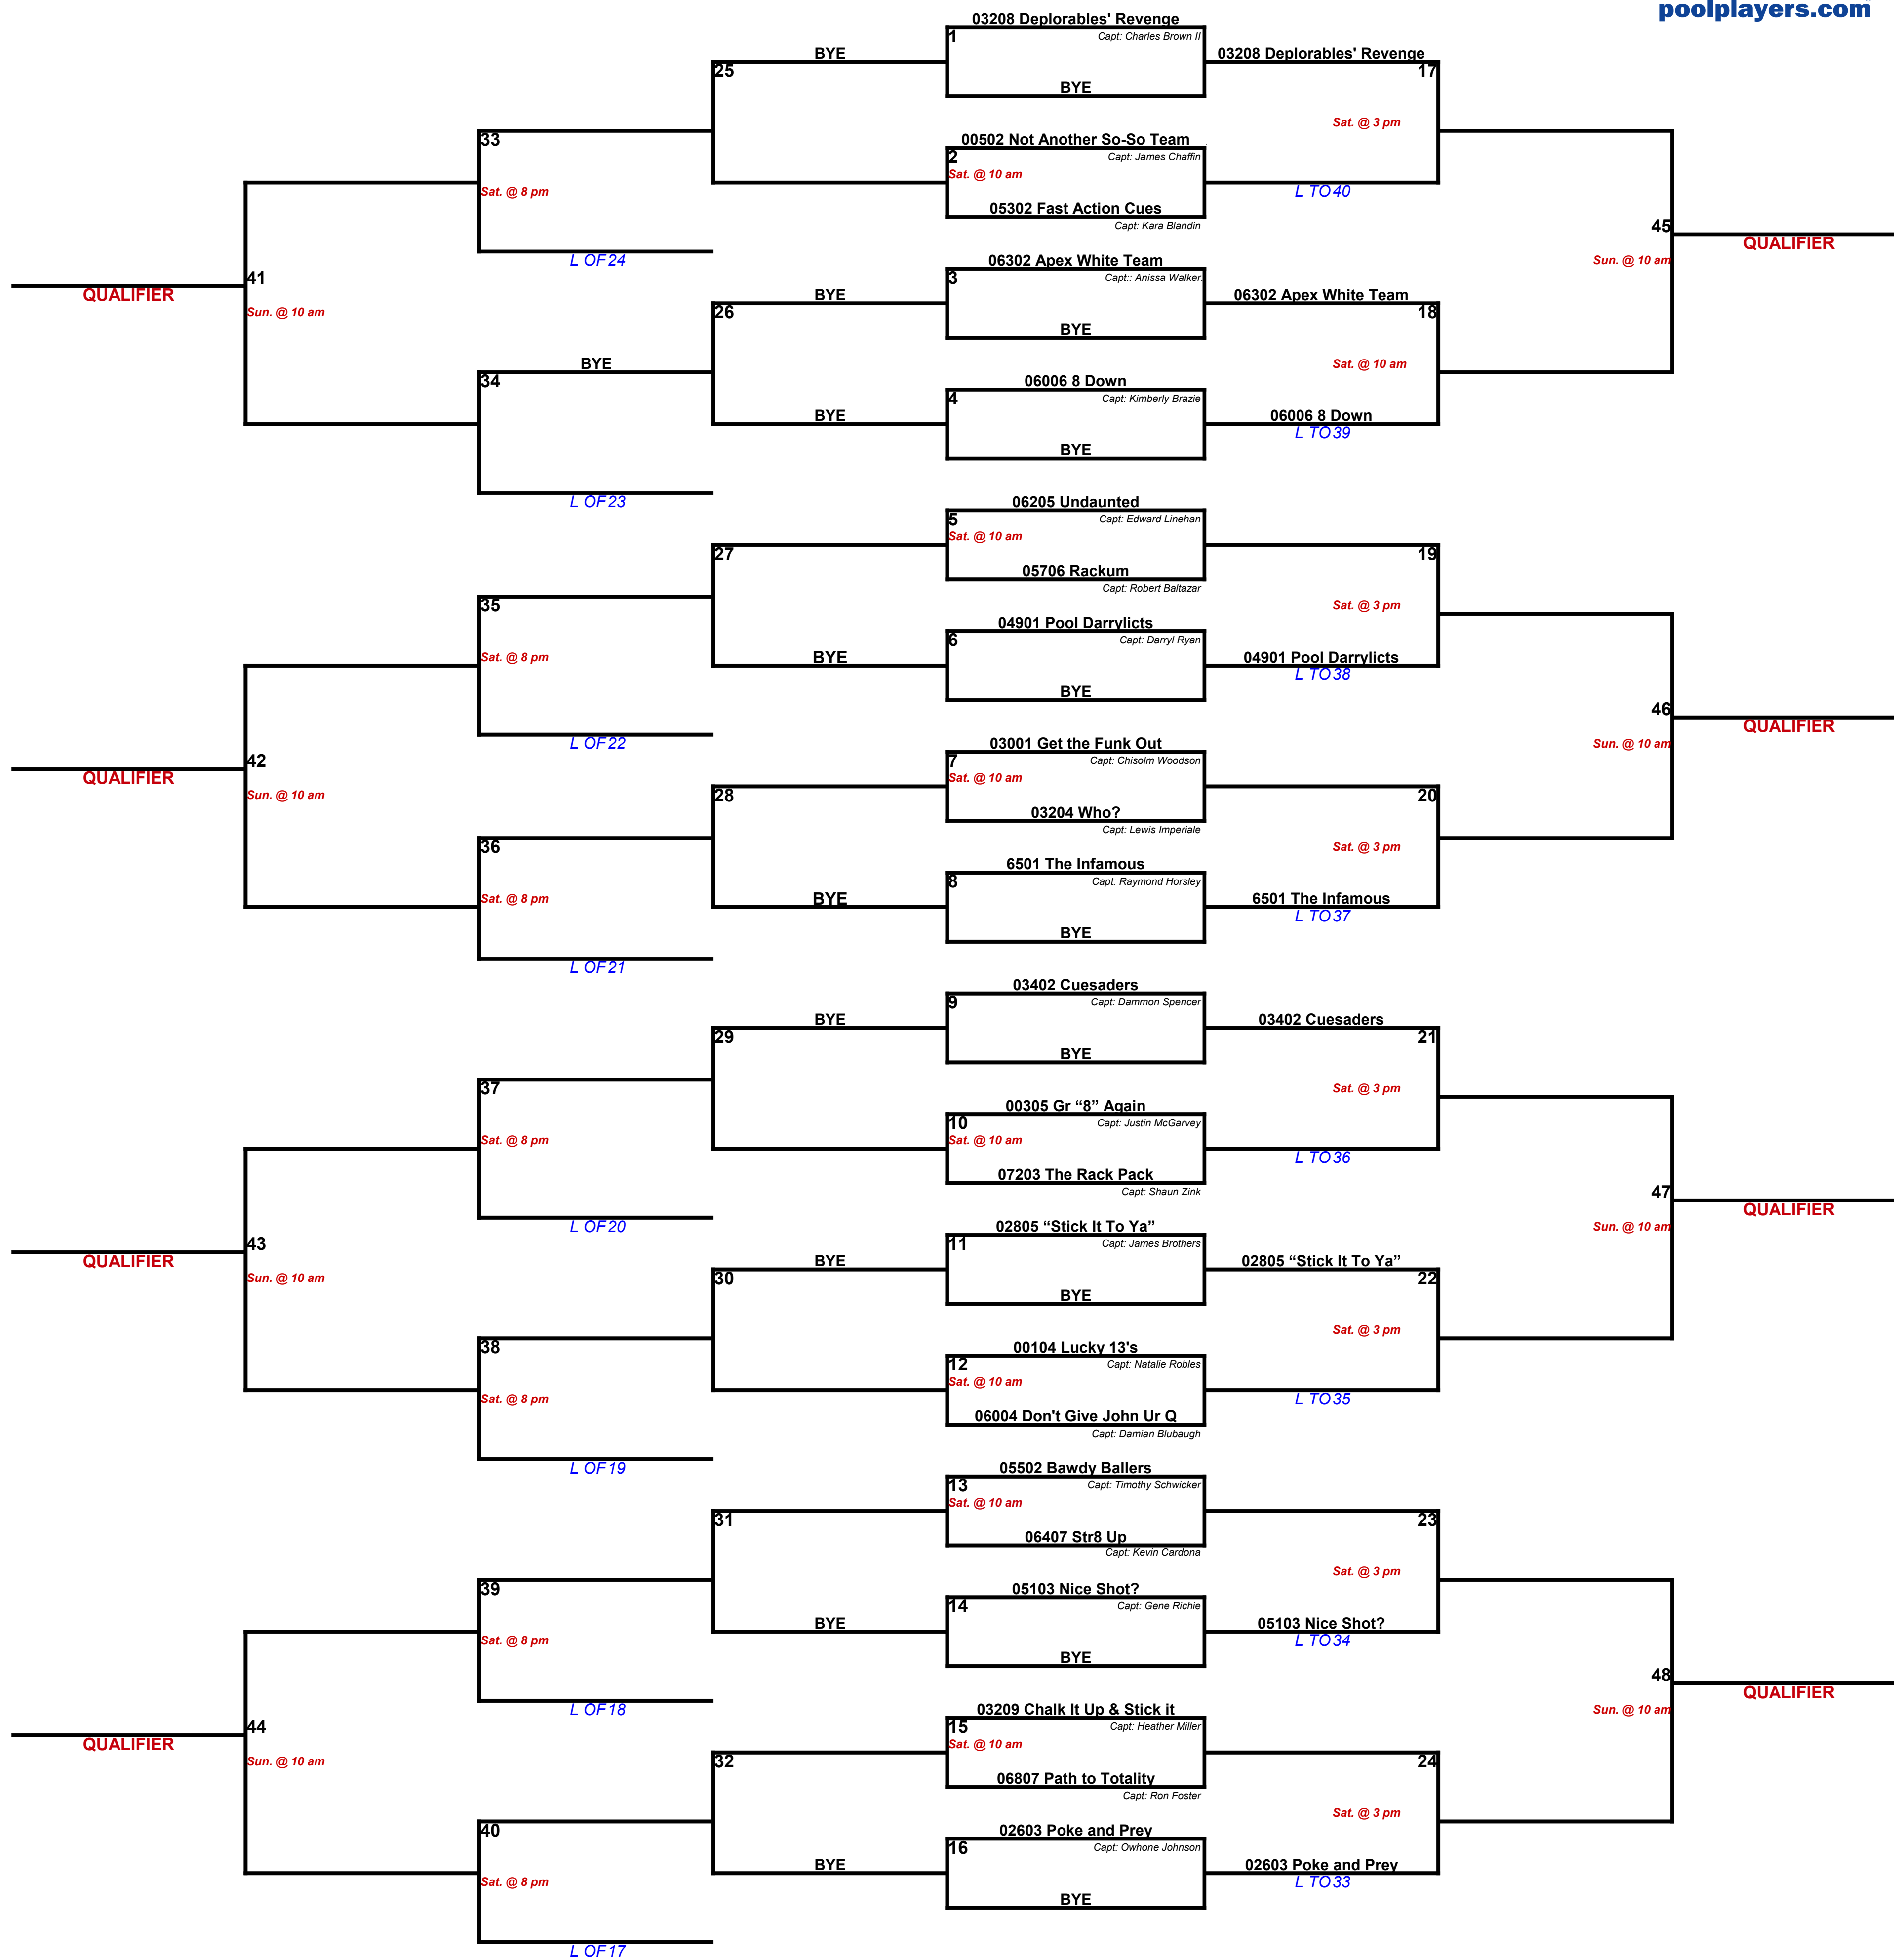 poolplayers.com
03208 Deplorables' Revenge
1
Capt: Charles Brown II
BYE
03208 Deplorables' Revenge
25
17
BYE
Sat. @ 3 pm
33
00502 Not Another So-So Team
2
Capt: James Chaffin
Sat. @ 10 am
Sat. @ 8 pm
L TO 40
05302 Fast Action Cues
Capt: Kara Blandin
45
QUALIFIER
L OF 24
06302 Apex White Team
Sun. @ 10 am
41
3
Capt:: Anissa Walker
QUALIFIER
BYE
06302 Apex White Team
Sun. @ 10 am
26
18
BYE
BYE
Sat. @ 10 am
34
06006 8 Down
4
Capt: Kimberly Brazie
BYE
06006 8 Down
L TO 39
BYE
L OF 23
06205 Undaunted
5
Capt: Edward Linehan
Sat. @ 10 am
27
19
05706 Rackum
Capt: Robert Baltazar
35
Sat. @ 3 pm
04901 Pool Darrylicts
6
Capt: Darryl Ryan
Sat. @ 8 pm
BYE
04901 Pool Darrylicts
L TO 38
BYE
46
QUALIFIER
L OF 22
03001 Get the Funk Out
Sun. @ 10 am
42
7
Capt: Chisolm Woodson
QUALIFIER
Sat. @ 10 am
Sun. @ 10 am
28
20
03204 Who?
Capt: Lewis Imperiale
36
Sat. @ 3 pm
6501 The Infamous
8
Capt: Raymond Horsley
Sat. @ 8 pm
BYE
6501 The Infamous
L TO 37
BYE
L OF 21
03402 Cuesaders
9
Capt: Dammon Spencer
BYE
03402 Cuesaders
29
21
BYE
37
Sat. @ 3 pm
00305 Gr “8” Again
10
Capt: Justin McGarvey
Sat. @ 8 pm
Sat. @ 10 am
L TO 36
07203 The Rack Pack
Capt: Shaun Zink
47
QUALIFIER
L OF 20
02805 “Stick It To Ya”
Sun. @ 10 am
43
11
Capt: James Brothers
QUALIFIER
BYE
02805 “Stick It To Ya”
Sun. @ 10 am
30
22
BYE
Sat. @ 3 pm
38
00104 Lucky 13's
12
Capt: Natalie Robles
Sat. @ 10 am
Sat. @ 8 pm
L TO 35
06004 Don't Give John Ur Q
Capt: Damian Blubaugh
L OF 19
05502 Bawdy Ballers
13
Capt: Timothy Schwicker
Sat. @ 10 am
31
23
06407 Str8 Up
Capt: Kevin Cardona
Sat. @ 3 pm
39
05103 Nice Shot?
14
Capt: Gene Richie
BYE
05103 Nice Shot?
Sat. @ 8 pm
L TO 34
BYE
48
QUALIFIER
L OF 18
03209 Chalk It Up & Stick it
Sun. @ 10 am
44
15
Capt: Heather Miller
QUALIFIER
Sat. @ 10 am
Sun. @ 10 am
32
24
06807 Path to Totality
Capt: Ron Foster
Sat. @ 3 pm
40
02603 Poke and Prey
16
Capt: Owhone Johnson
BYE
02603 Poke and Prey
Sat. @ 8 pm
L TO 33
BYE
L OF 17